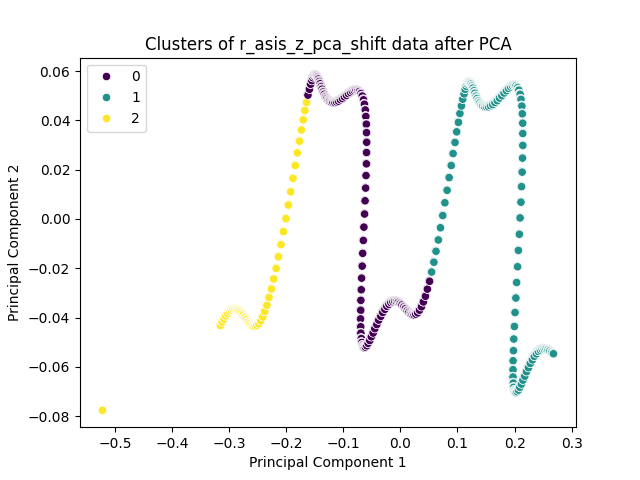 Clusters of r_asis_z_pca_shift data after PCA
0
1
2
0.06
0.04
0.02
0.00
−0.02
−0.04
−0.06
−0.08
Principal Component 2
−0.5 −0.4 −0.3 −0.2 −0.1 0.0 0.1 0.2 0.3
Principal Component 1